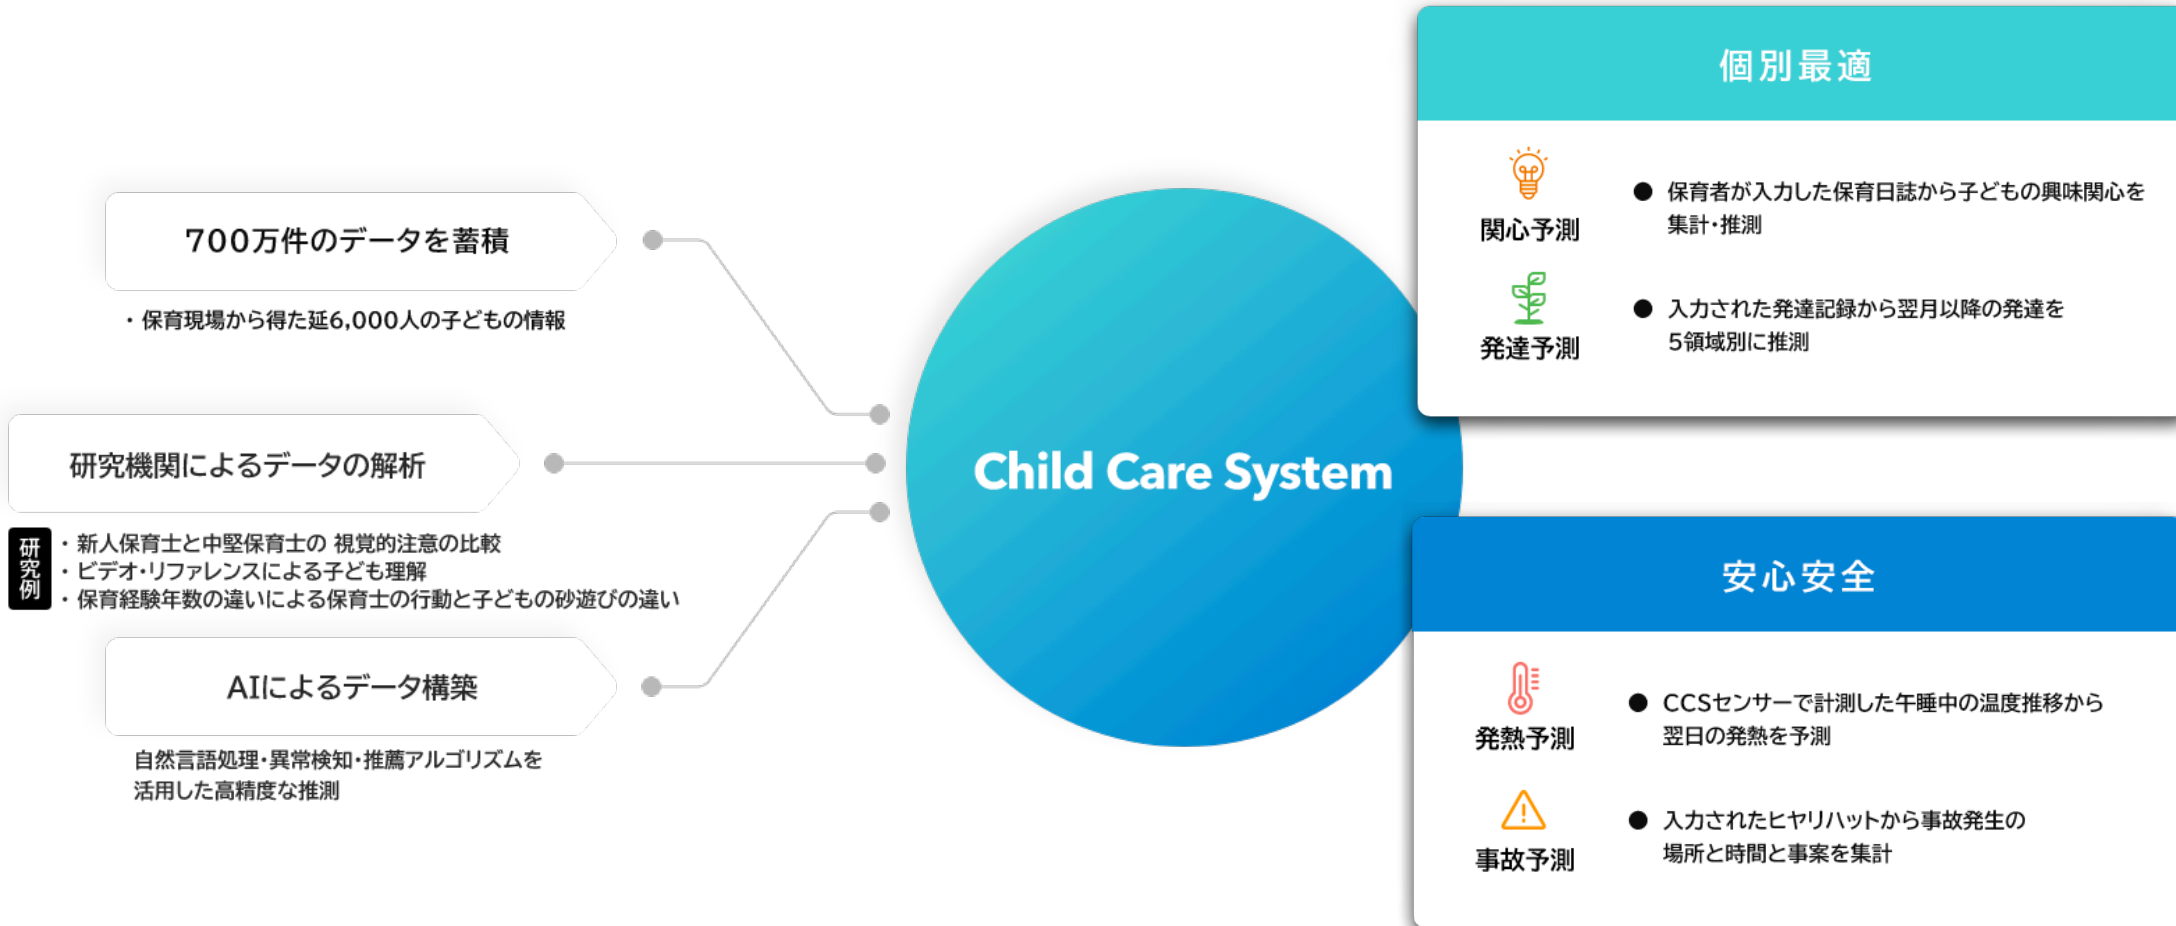 700万件のデータを蓄積
・保育現場から得た延6,000人の子どもの情報
研究機関によるデータの解析
研究例
・新人保育士と中堅保育士の 視覚的注意の比較
・ビデオ・リファレンスによる子ども理解
・保育経験年数の違いによる保育士の行動と子どもの砂遊びの違い
AIによるデータ構築
自然言語処理・異常検知・推薦アルゴリズムを
活用した高精度な推測
Child Care System
個別最適
関心予測
● 保育者が入力した保育日誌から子どもの興味関心を
集計・推測
発達予測
● 入力された発達記録から翌月以降の発達を
5領域別に推測
安心安全
発熱予測
● CCSセンサーで計測した午睡中の温度推移から
翌日の発熱を予測
事故予測
● 入力されたヒヤリハットから事故発生の
場所と時間と事案を集計